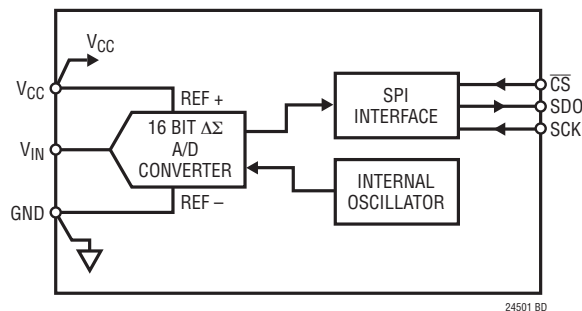 VCC
VCC
REF +
16 BIT ΔΣ
A/D
CONVERTER
VIN
REF –
GND
SPI
INTERFACE
INTERNAL
OSCILLATOR
CS
SDO
SCK
24501 BD